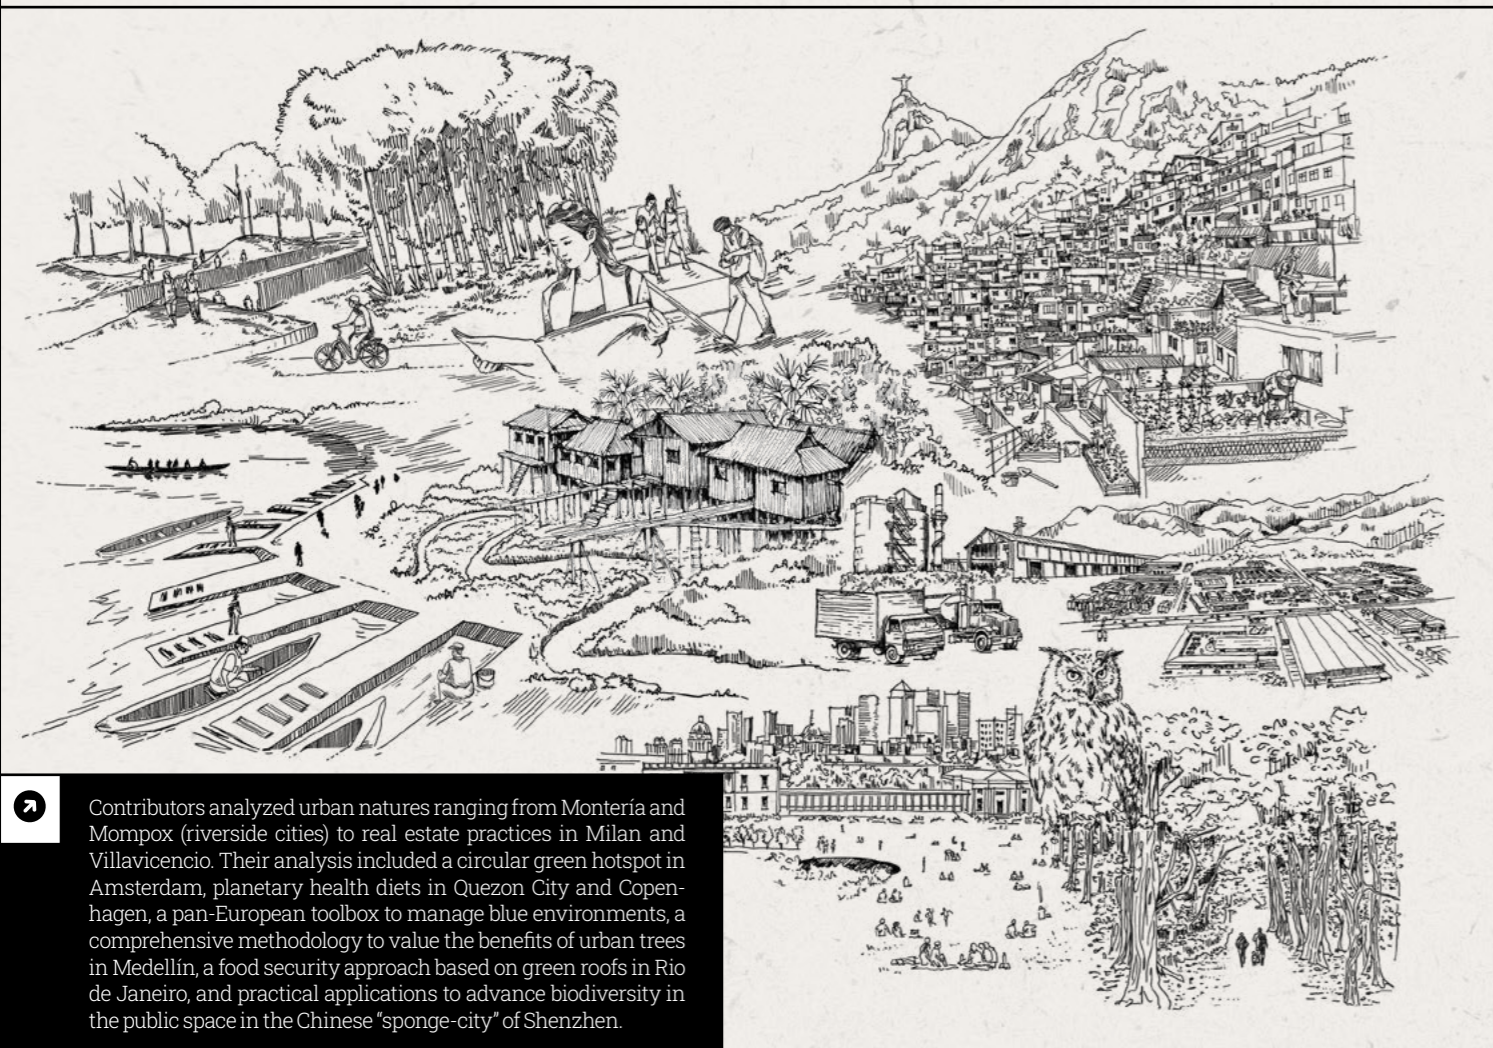 Contributors analyzed urban natures ranging from Montería and
Mompox (riverside cities) to real estate practices in Milan and
Villavicencio. Their analysis included a circular green hotspot in
Amsterdam, planetary health diets in Quezon City and Copen-
hagen, a pan-European toolbox to manage blue environments, a
comprehensive methodology to value the benefits of urban trees
in Medellín, a food security approach based on green roofs in Rio
de Janeiro, and practical applications to advance biodiversity in
the public space in the Chinese “sponge-city” of Shenzhen.